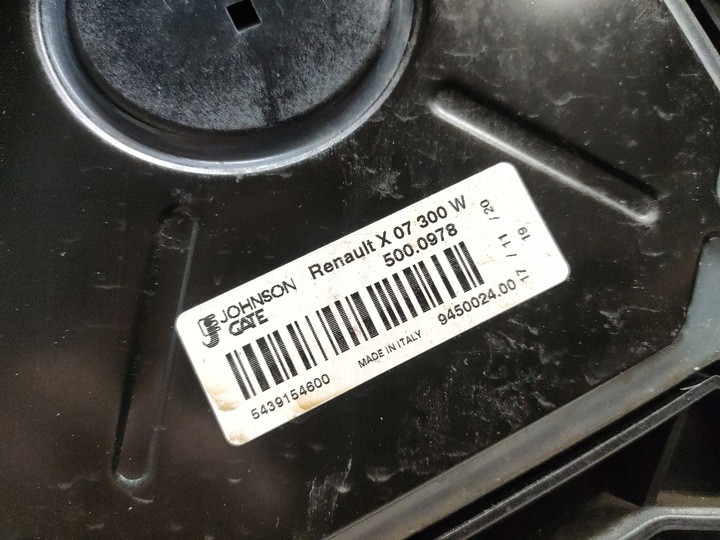 JOHNSON
GATE
Renault X 07 300 W
500.0978
17 / 11 / 19 / 20
5439154600
MADE IN ITALY
9450024.00